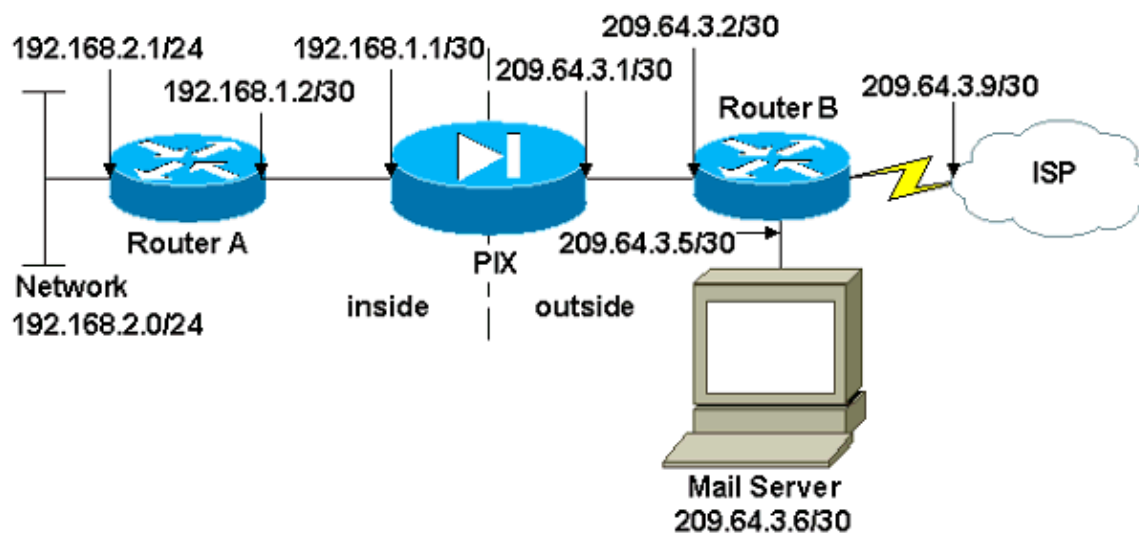 209.64.3.2/30
192.168.2.1/24
192.168.1.1/30
209.64.3.1/30
192.168.1.2/30
Router B
209.64.3.9/30
ISP
Router A
209.64.3.5/30
PIX
Network
192.168.2.0/24
inside
outside
Mail Server
209.64.3.6/30